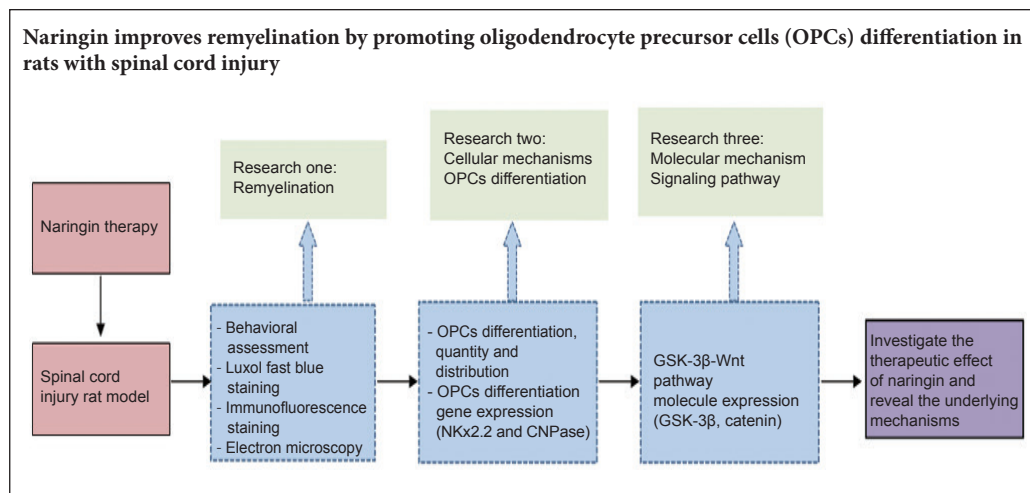 Naringin improves remyelination by promoting oligodendrocyte precursor cells (OPCs) differentiation in
rats with spinal cord injury
Research one:
Remyelination
Research two:
Cellular mechanisms
OPCs differentiation
Research three:
Molecular mechanism
Signaling pathway
Naringin therapy
Spinal cord
injury rat model
- Behavioral
assessment
- Luxol fast blue
staining
- Immunofluorescence
staining
- Electron microscopy
- OPCs differentiation,
quantity and
distribution
- OPCs differentiation
gene expression
(NKx2.2 and CNPase)
GSK-3β-Wnt
pathway
molecule expression
(GSK-3β, catenin)
Investigate the
therapeutic effect
of naringin and
reveal the underlying
mechanisms